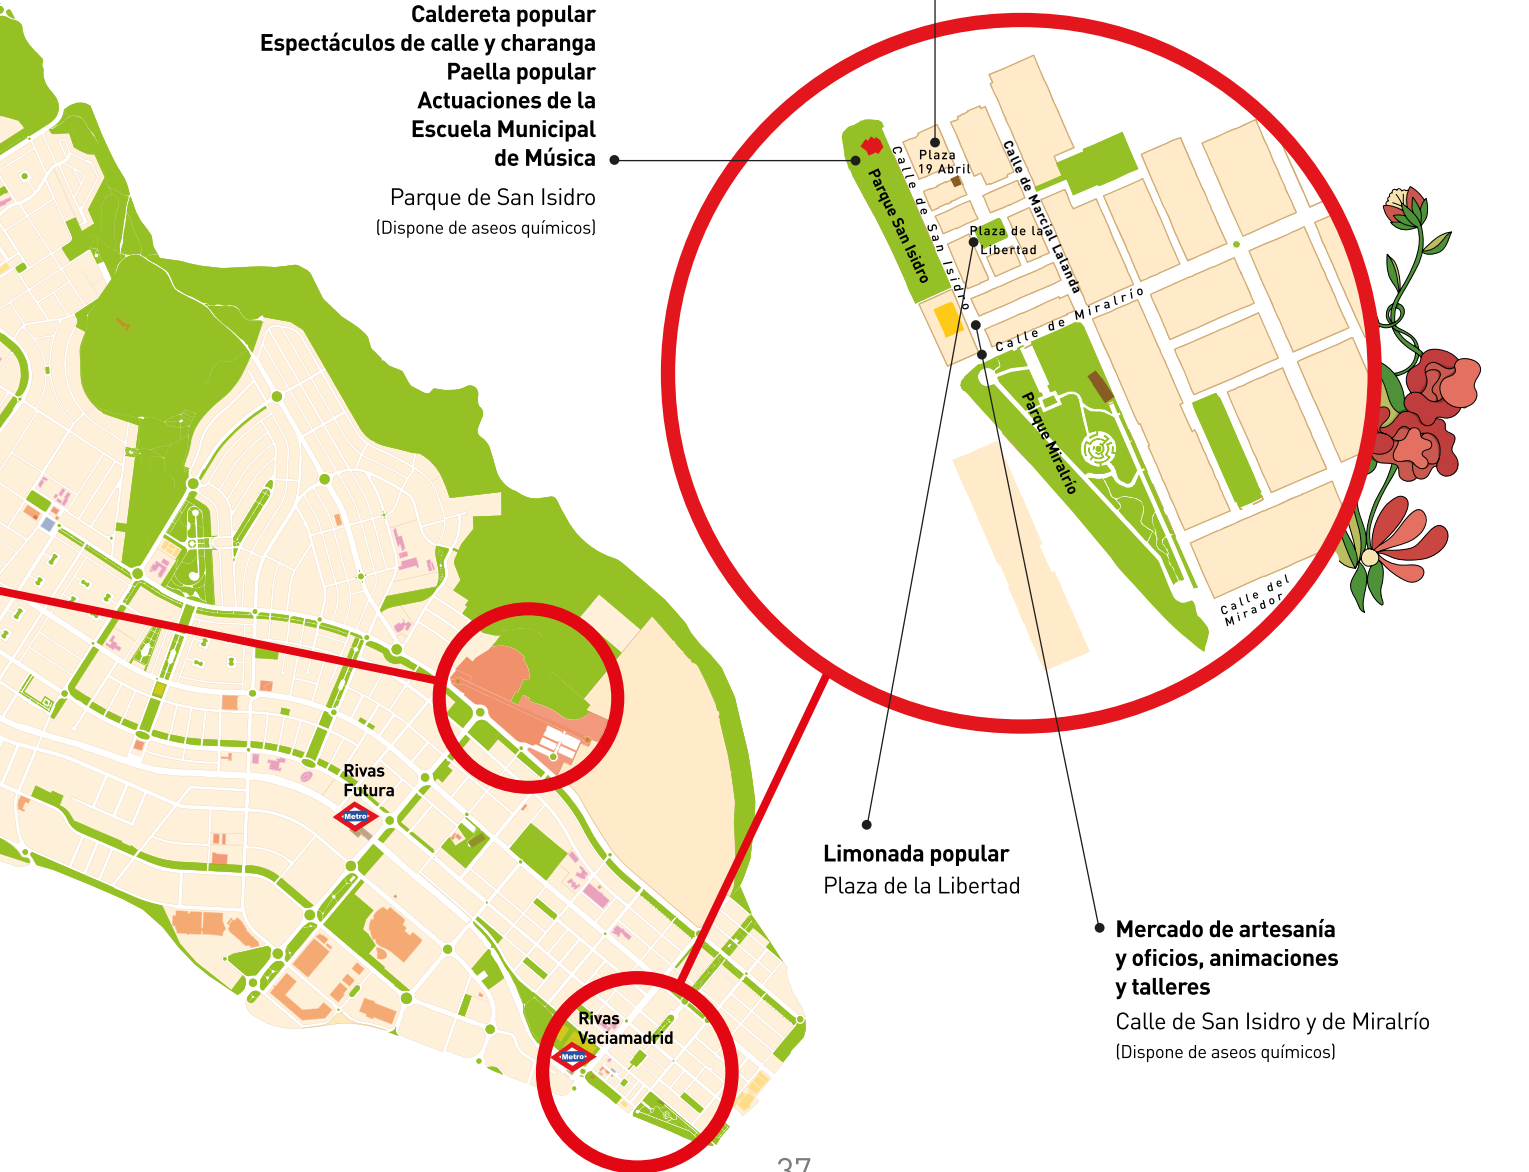 Caldereta popular
Espectáculos de calle y charanga
Paella popular
Actuaciones de la
Escuela Municipal
de Música
Parque de San Isidro
(Dispone de aseos químicos)
Plaza
19 Abril
Calle de San Isidro
Parque San Isidro
Calle de Marcial Lalanda
Plaza de la
Libertad
Calle de Miralrío
Parque Miralrío
Calle del
Mirador
Rivas
Futura
Metro
Limonada popular
Plaza de la Libertad
Mercado de artesanía
y oficios, animaciones
y talleres
Calle de San Isidro y de Miralrío
(Dispone de aseos químicos)
Rivas
Vaciamadrid
Metro
37